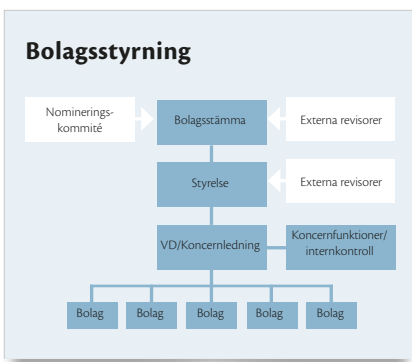 Bolagsstyrning
Nominerings-
kommité
Bolagsstämma
Externa revisorer
Styrelse
Externa revisorer
VD/Koncernledning
Koncernfunktioner/
internkontroll
Bolag
Bolag
Bolag
Bolag
Bolag